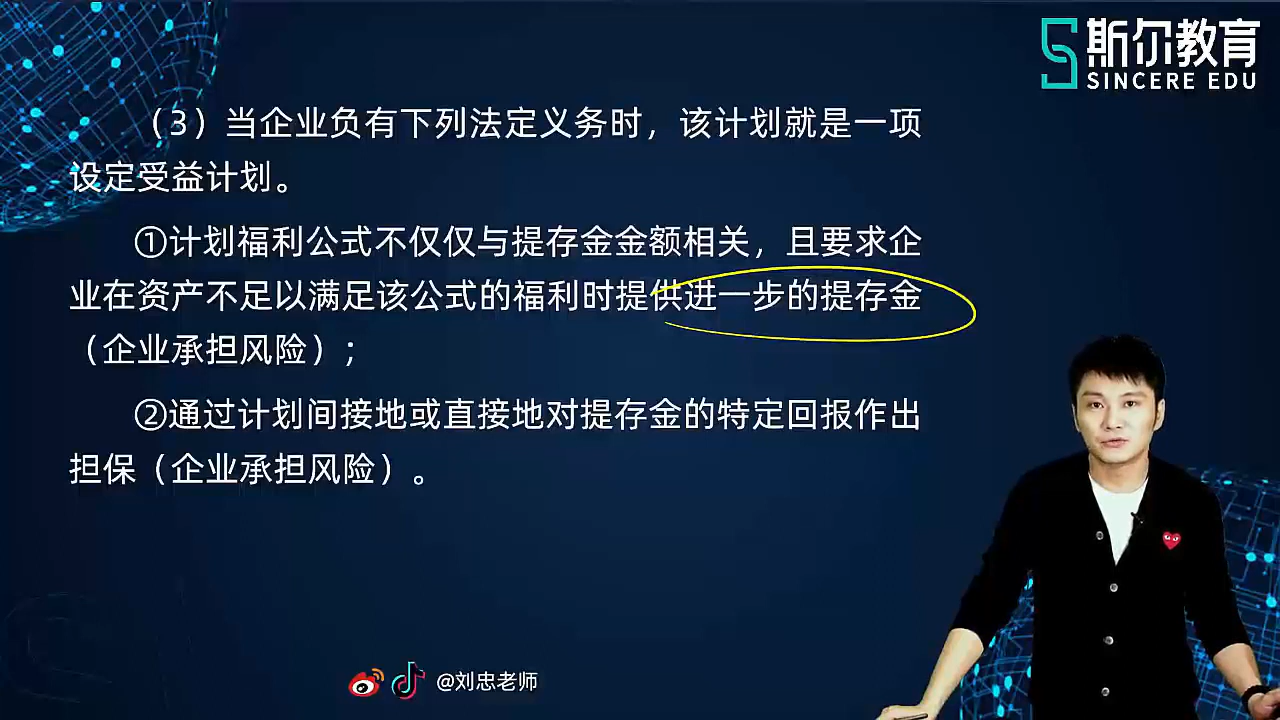 斯尔教育
SINCERE EDU
（3）当企业负有下列法定义务时，该计划就是一项
设定受益计划。
①计划福利公式不仅仅与提存金金额相关，且要求企
业在资产不足以满足该公式的福利时提供进一步的提存金
（企业承担风险）；
②通过计划间接地或直接地对提存金的特定回报作出
担保（企业承担风险）。
@刘忠老师